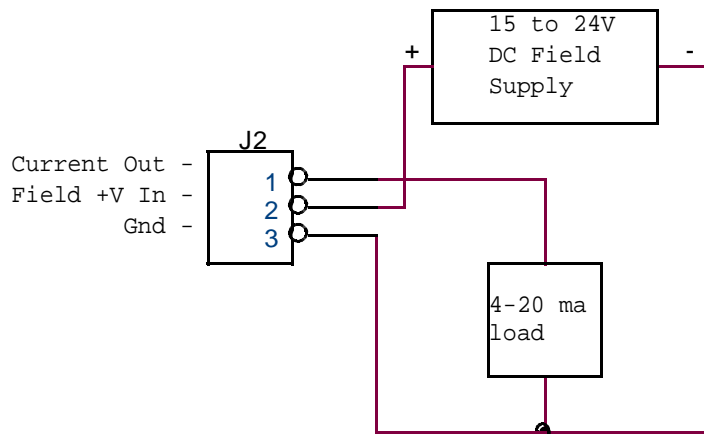 15 to 24V
+ DC Field -
Supply
J2
Current Out - 1
Field +V In - 2
Gnd - 3
4-20 ma
load